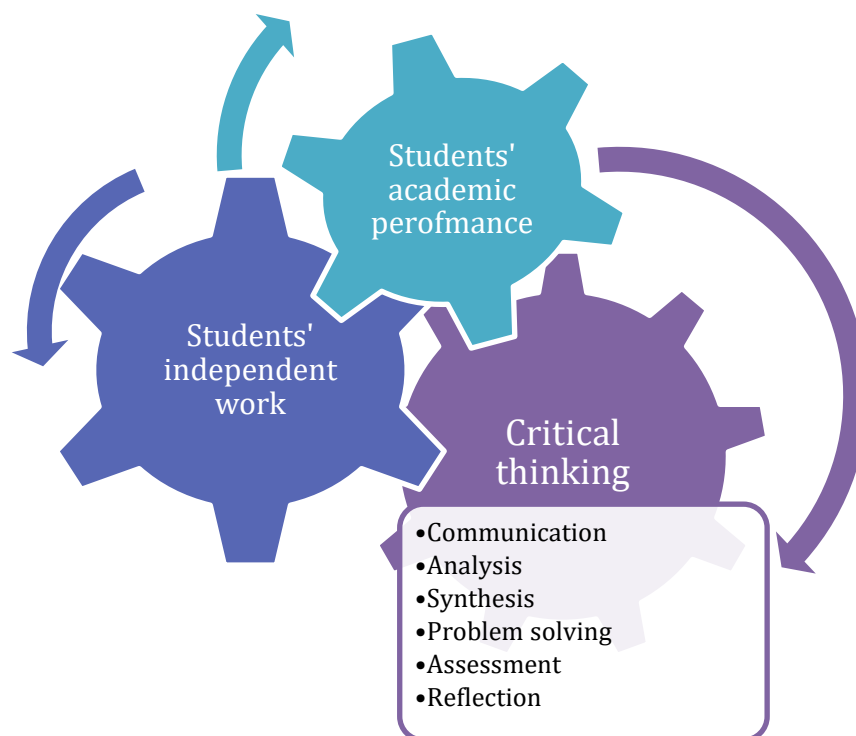 Students'
academic
perofmance
Students'
independent
work
Critical
thinking
•Communication
•Analysis
•Synthesis
•Problem solving
•Assessment
•Reflection